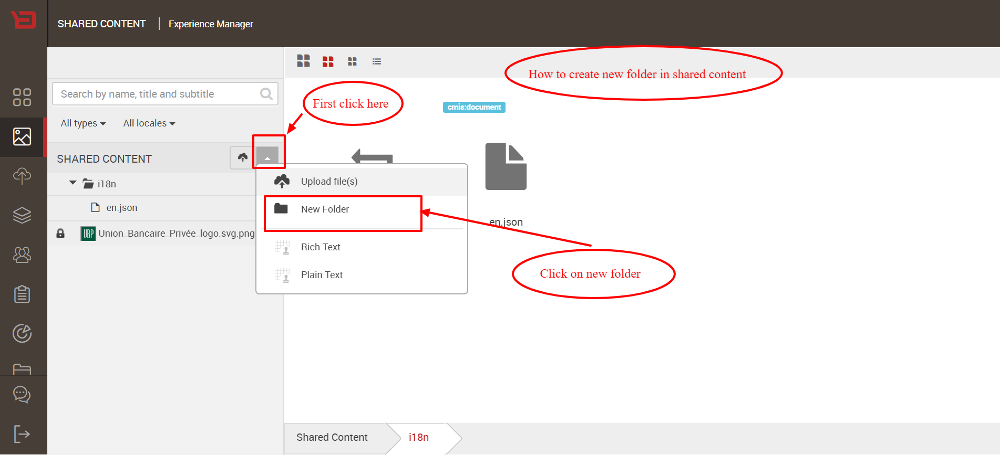 SHARED CONTENT | Experience Manager
How to create new folder in shared content
Search by name, title and subtitle
First click here
cmis:document
All types
All locales
SHARED CONTENT
i18n
en.json
UBP
Union_Bancaire_Privée_logo.svg.png
Upload file(s)
New Folder
Rich Text
Plain Text
en.json
Click on new folder
Shared Content
i18n